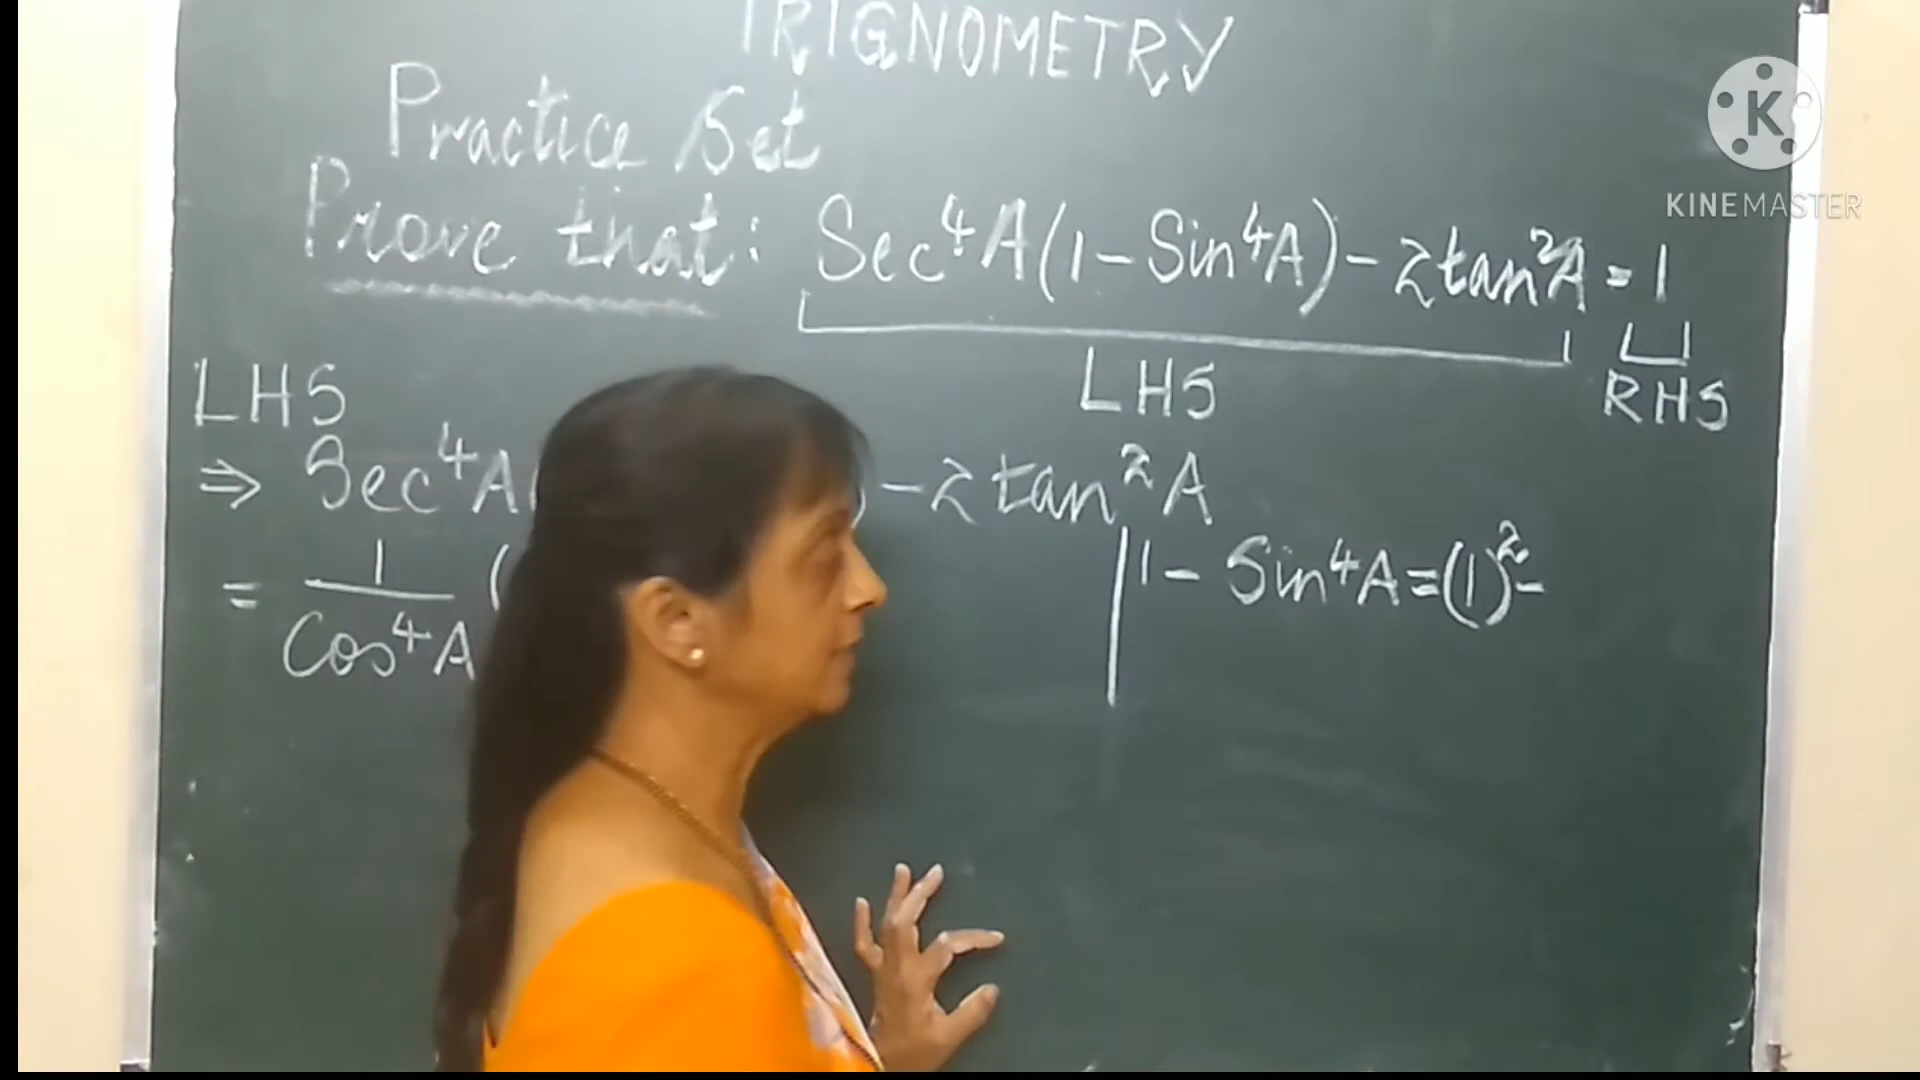 TRIGNOMETRY
K
KINEMASTER
Practice Set
Prove that: Sec⁴A(1-Sin⁴A)-2tan²A=1
LHS RHS
LHS
⇒ Sec⁴A( )-2tan²A
= 1/Cos⁴A ( | 1-Sin⁴A=(1)²-